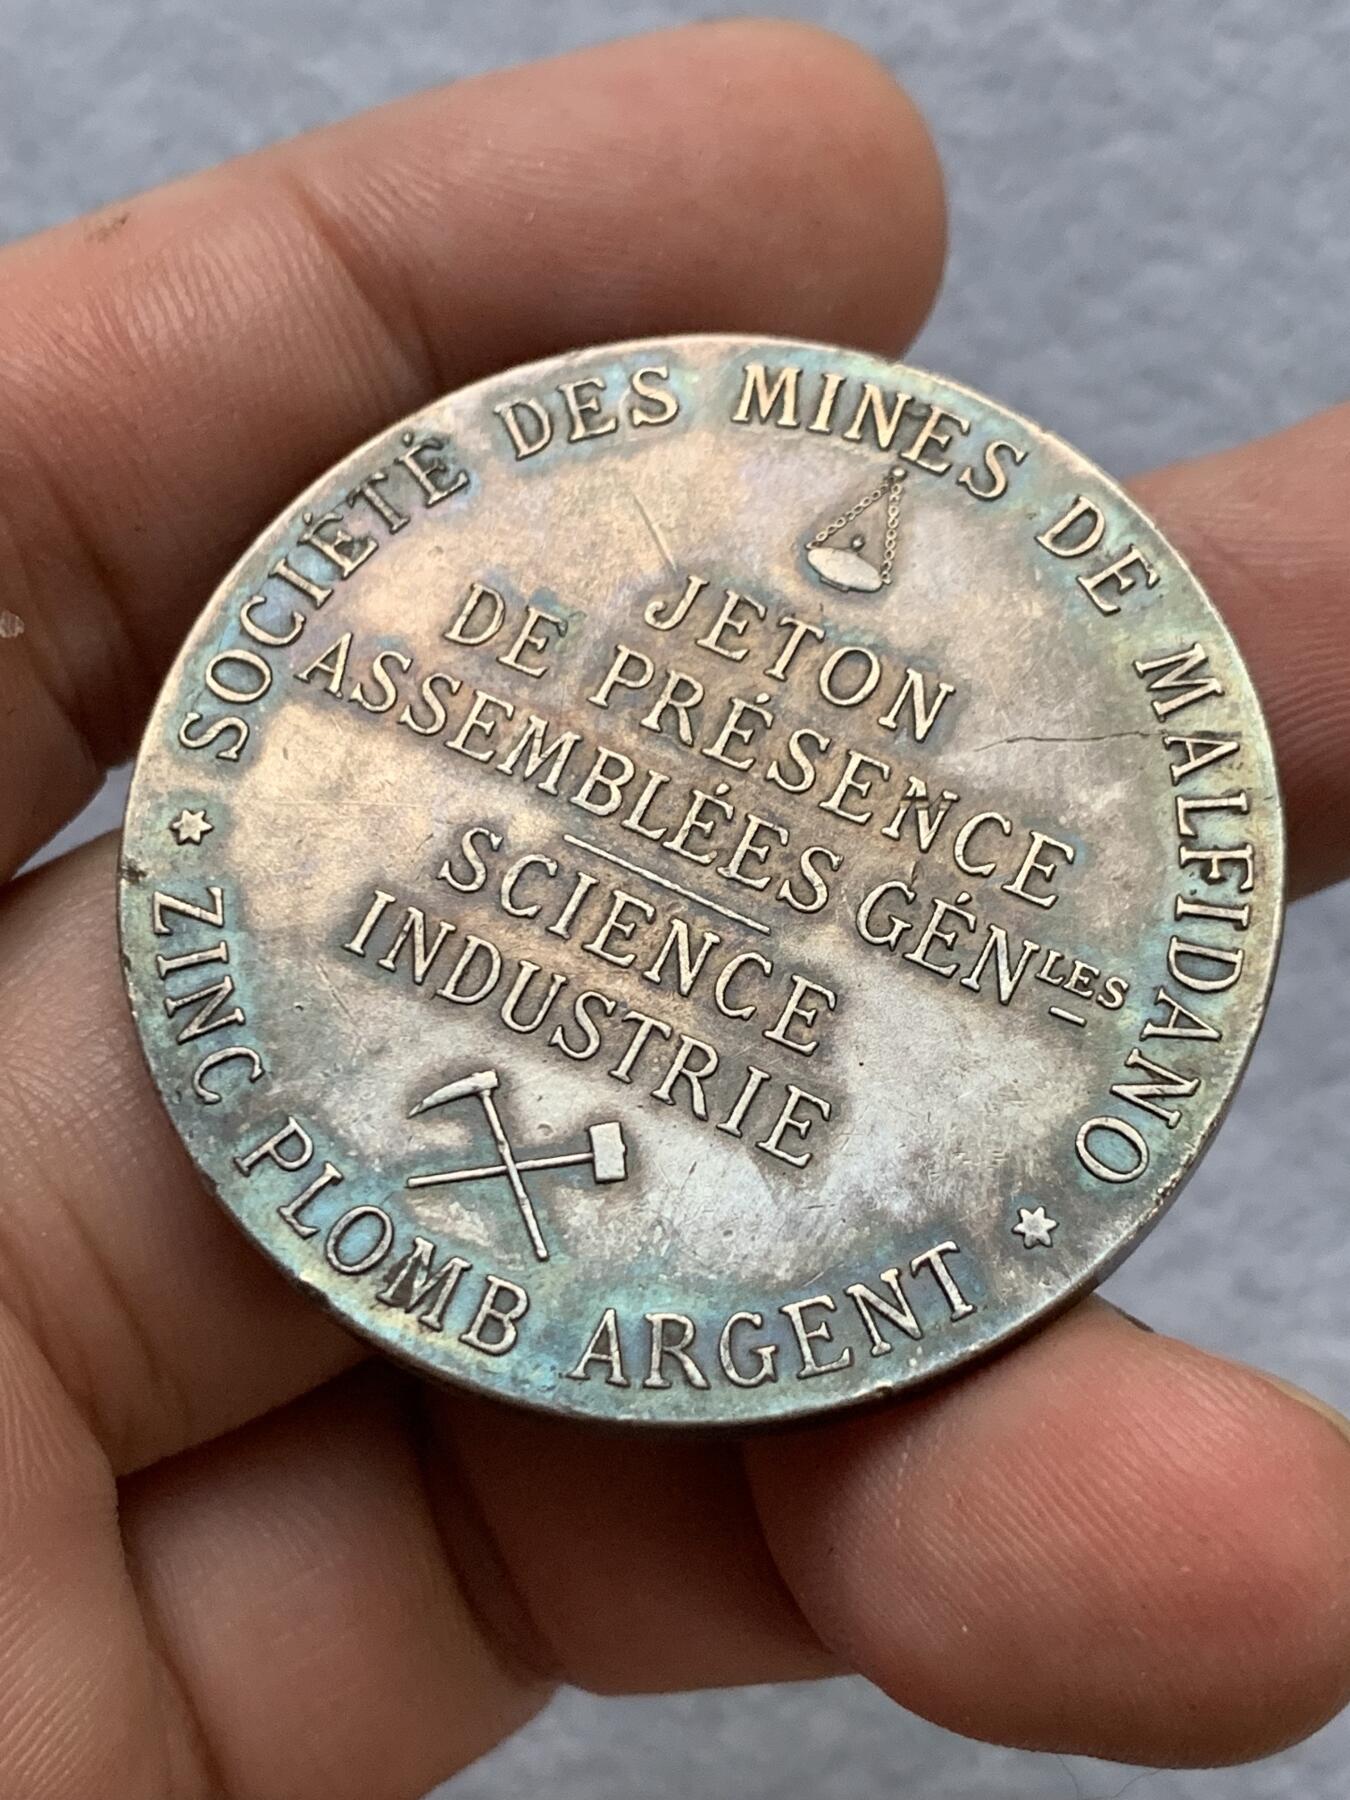 SOCIÉTÉ DES MINES DE MALFIDANO
JETON
DE PRÉSENCE
ASSEMBLÉES GÉNLES
SCIENCE
INDUSTRIE
ZINC PLOMB ARGENT